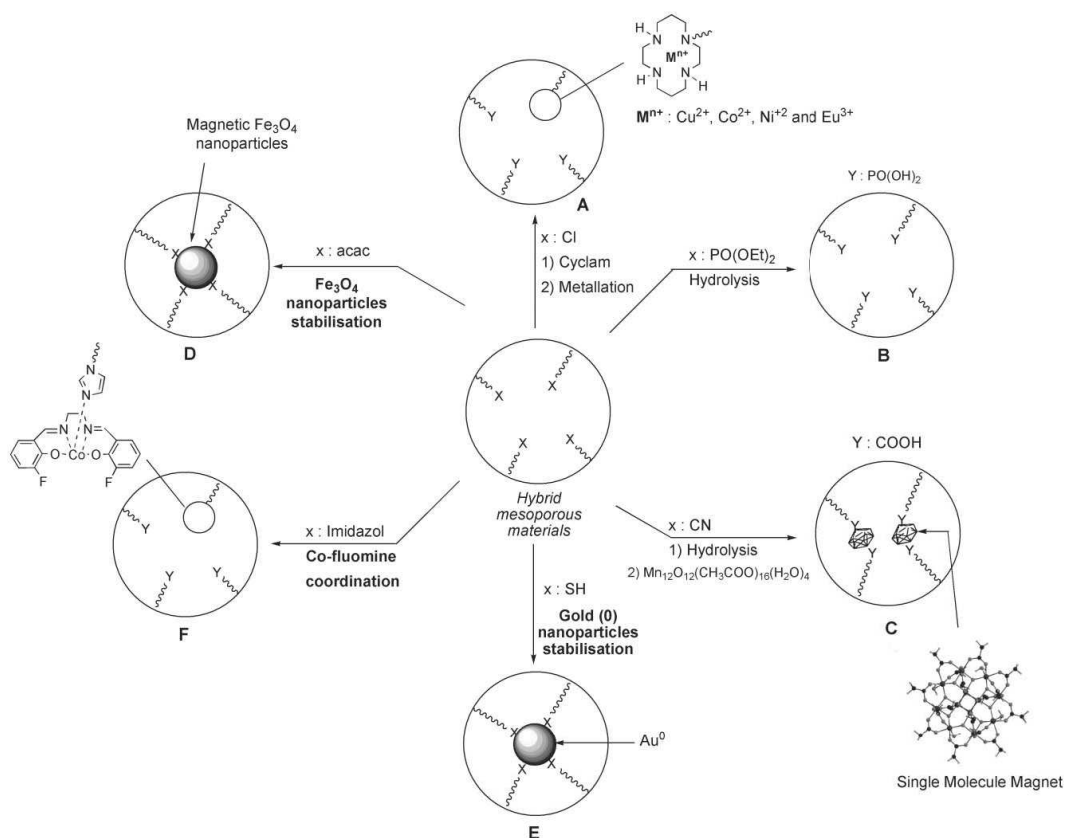 H
N
N
Mn+
N
N
H
H
Mn+ : Cu2+, Co2+, Ni+2 and Eu3+
Y
Y
Y
A
Magnetic Fe3O4
nanoparticles
X
X
X
X
D
x : acac
Fe3O4
nanoparticles
stabilisation
x : Cl
1) Cyclam
2) Metallation
x : PO(OEt)2
Hydrolysis
Y : PO(OH)2
Y
Y
Y
Y
B
X
X
X
X
Hybrid
mesoporous
materials
N
N
N
N
O
Co
O
F
F
Y
Y
Y
F
x : Imidazol
Co-fluomine
coordination
x : SH
Gold (0)
nanoparticles
stabilisation
x : CN
1) Hydrolysis
2) Mn12O12(CH3COO)16(H2O)4
Y : COOH
Y
Y
Y
Y
C
Single Molecule Magnet
X
X
X
X
Au0
E